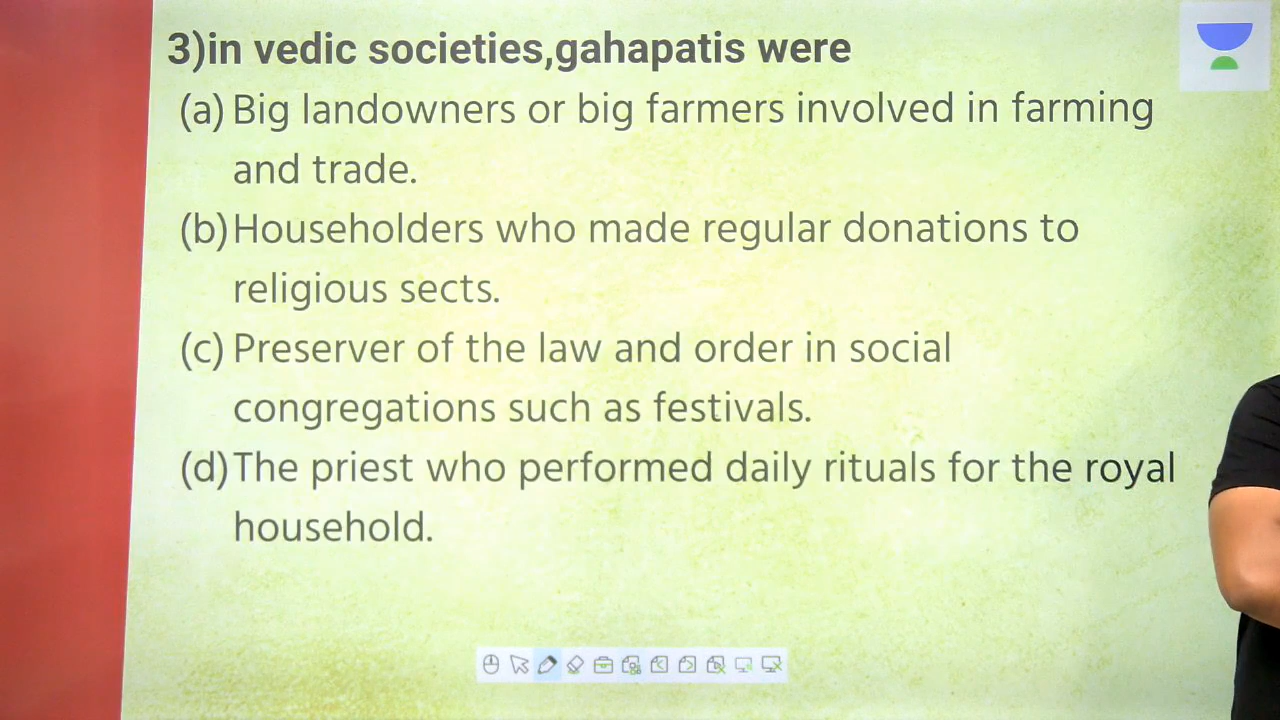 3)in vedic societies,gahapatis were
(a) Big landowners or big farmers involved in farming
and trade.
(b) Householders who made regular donations to
religious sects.
(c) Preserver of the law and order in social
congregations such as festivals.
(d) The priest who performed daily rituals for the royal
household.